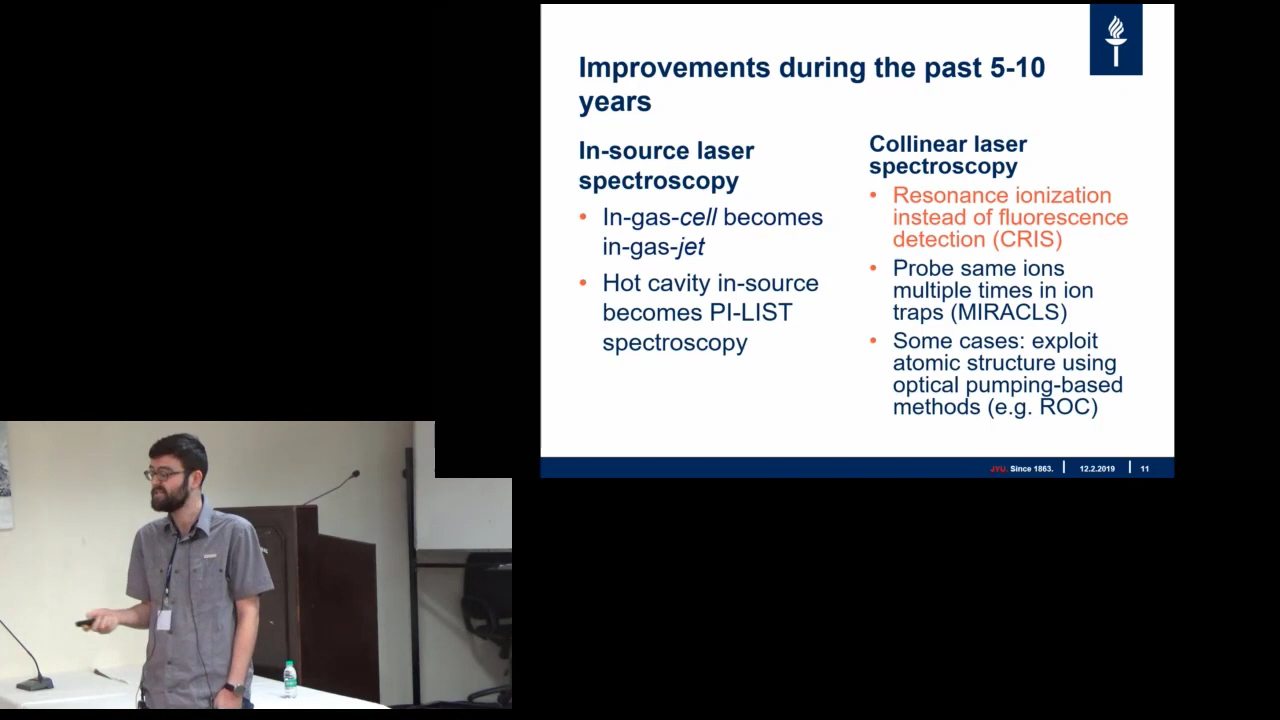 Improvements during the past 5-10
years
In-source laser
spectroscopy
• In-gas-cell becomes
in-gas-jet
• Hot cavity in-source
becomes PI-LIST
spectroscopy
Collinear laser
spectroscopy
• Resonance ionization
instead of fluorescence
detection (CRIS)
• Probe same ions
multiple times in ion
traps (MIRACLS)
• Some cases: exploit
atomic structure using
optical pumping-based
methods (e.g. ROC)
JYU. Since 1863. | 12.2.2019 | 11